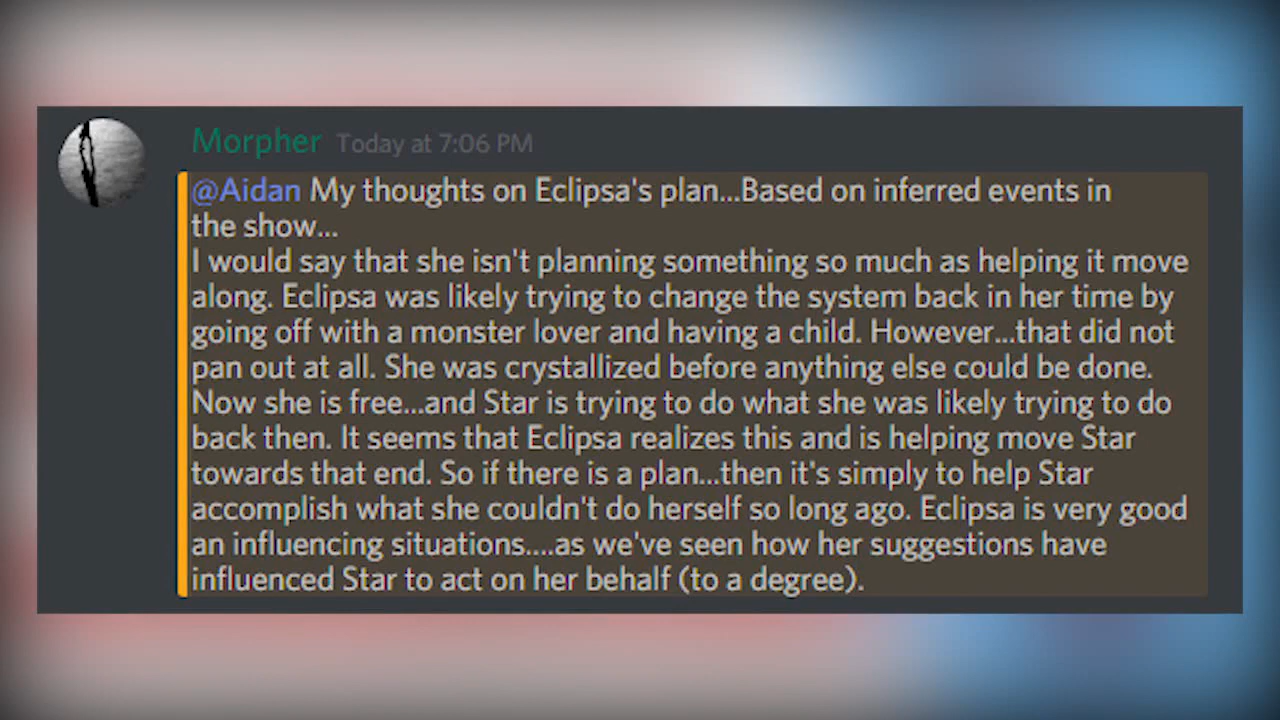 Morpher Today at 7:06 PM
@Aidan My thoughts on Eclipsa's plan...Based on inferred events in
the show...
I would say that she isn't planning something so much as helping it move
along. Eclipsa was likely trying to change the system back in her time by
going off with a monster lover and having a child. However...that did not
pan out at all. She was crystallized before anything else could be done.
Now she is free...and Star is trying to do what she was likely trying to do
back then. It seems that Eclipsa realizes this and is helping move Star
towards that end. So if there is a plan...then it's simply to help Star
accomplish what she couldn't do herself so long ago. Eclipsa is very good
an influencing situations....as we've seen how her suggestions have
influenced Star to act on her behalf (to a degree).